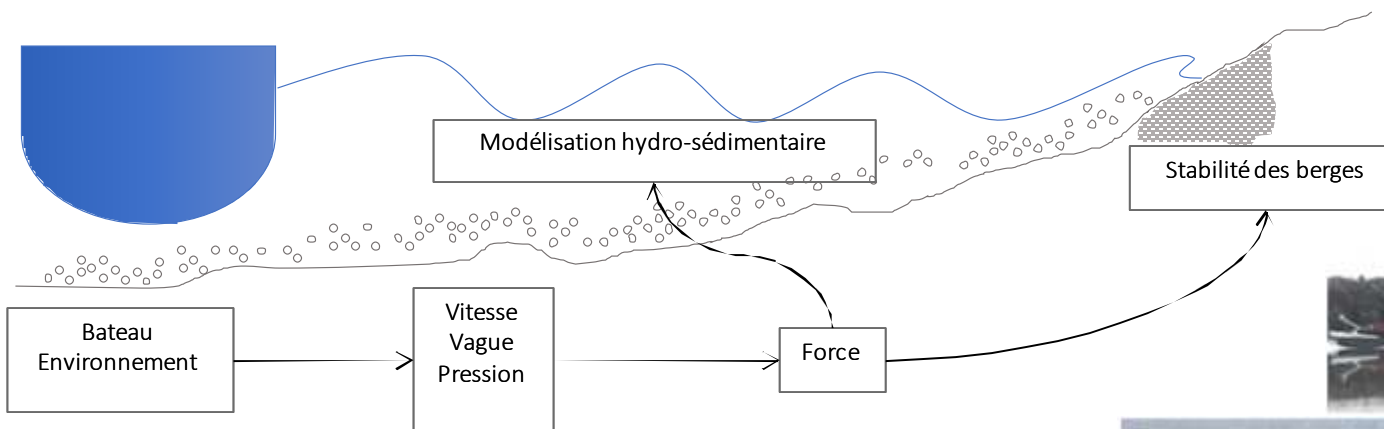 Modélisation hydro-sédimentaire
Stabilité des berges
Bateau
Environnement
Vitesse
Vague
Pression
Force